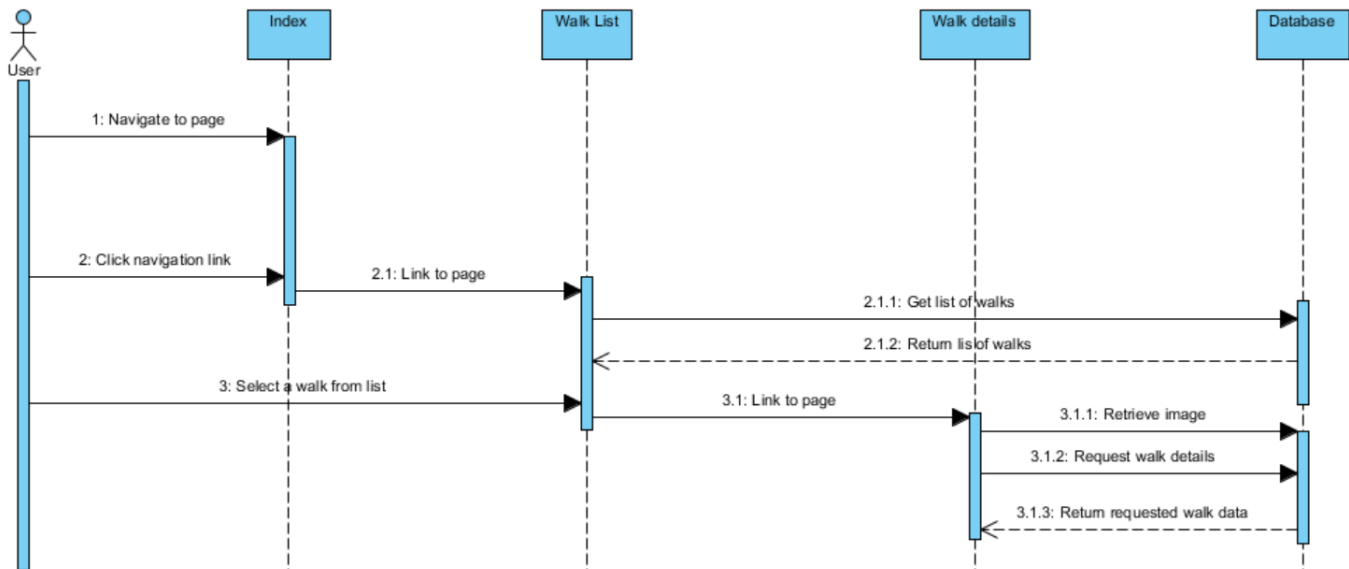 Index
Walk List
Walk details
Database
User
1: Navigate to page
2: Click navigation link
2.1: Link to page
2.1.1: Get list of walks
2.1.2: Return lis of walks
3: Select a walk from list
3.1: Link to page
3.1.1: Retrieve image
3.1.2: Request walk details
3.1.3: Return requested walk data